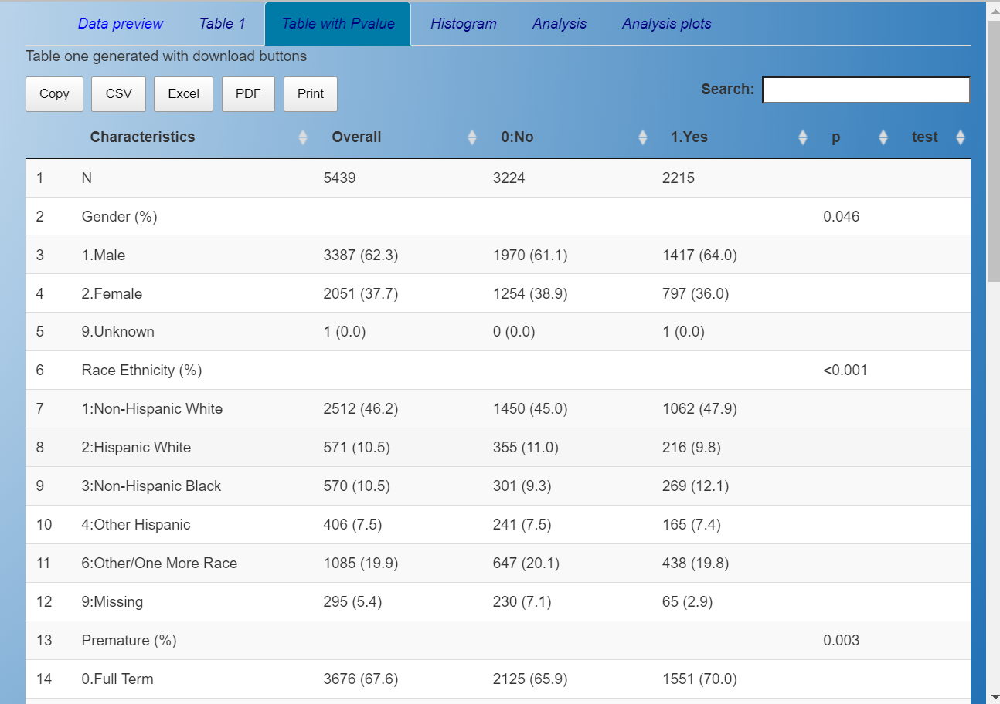 Data preview Table 1 Table with Pvalue Histogram Analysis Analysis plots
Table one generated with download buttons
Copy CSV Excel PDF Print Search:
Characteristics Overall 0:No 1.Yes p test
1 N 5439 3224 2215
2 Gender (%) 0.046
3 1.Male 3387 (62.3) 1970 (61.1) 1417 (64.0)
4 2.Female 2051 (37.7) 1254 (38.9) 797 (36.0)
5 9.Unknown 1 (0.0) 0 (0.0) 1 (0.0)
6 Race Ethnicity (%) <0.001
7 1:Non-Hispanic White 2512 (46.2) 1450 (45.0) 1062 (47.9)
8 2:Hispanic White 571 (10.5) 355 (11.0) 216 (9.8)
9 3:Non-Hispanic Black 570 (10.5) 301 (9.3) 269 (12.1)
10 4:Other Hispanic 406 (7.5) 241 (7.5) 165 (7.4)
11 6:Other/One More Race 1085 (19.9) 647 (20.1) 438 (19.8)
12 9:Missing 295 (5.4) 230 (7.1) 65 (2.9)
13 Premature (%) 0.003
14 0.Full Term 3676 (67.6) 2125 (65.9) 1551 (70.0)